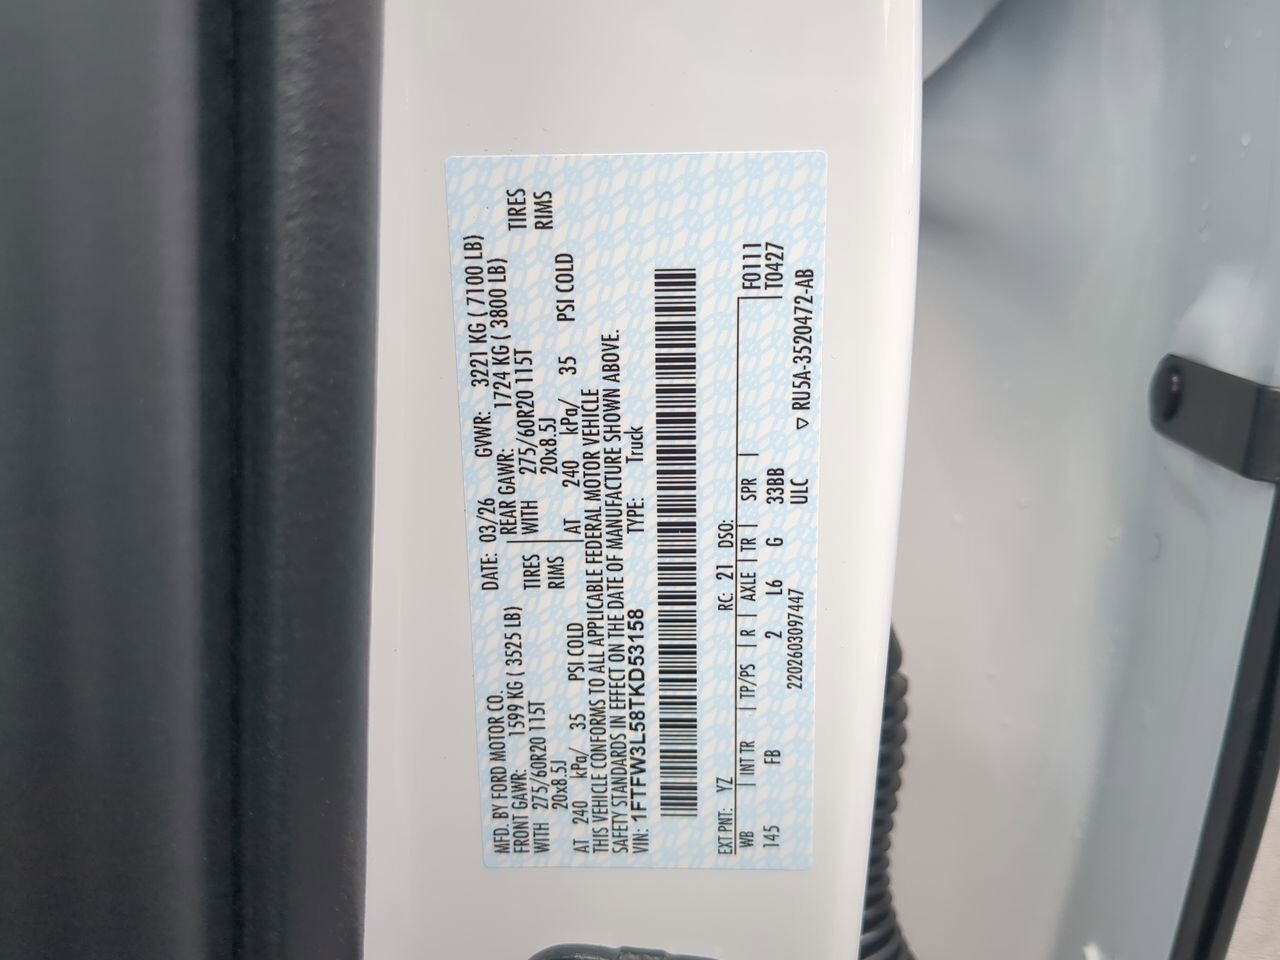 MFD. BY FORD MOTOR CO.
DATE: 03/26 GVWR: 3221 KG ( 7100 LB)
FRONT GAWR: 1599 KG ( 3525 LB)
REAR GAWR: 1724 KG ( 3800 LB)
WITH 275/60R20 115T TIRES
WITH 275/60R20 115T TIRES
20x8.5J RIMS
20x8.5J RIMS
AT 240 kPa/ 35 PSI COLD
AT 240 kPa/ 35 PSI COLD
THIS VEHICLE CONFORMS TO ALL APPLICABLE FEDERAL MOTOR VEHICLE
SAFETY STANDARDS IN EFFECT ON THE DATE OF MANUFACTURE SHOWN ABOVE.
VIN: 1FTFW3L58TKD53158 TYPE: Truck
EXT PNT: YZ RC: 21 DSO:
WB INT TR TP/PS R AXLE TR SPR F0111
145 FB 2 L6 G 33BB T0427
2202603097447 ULC ▽ RU5A-3520472-AB